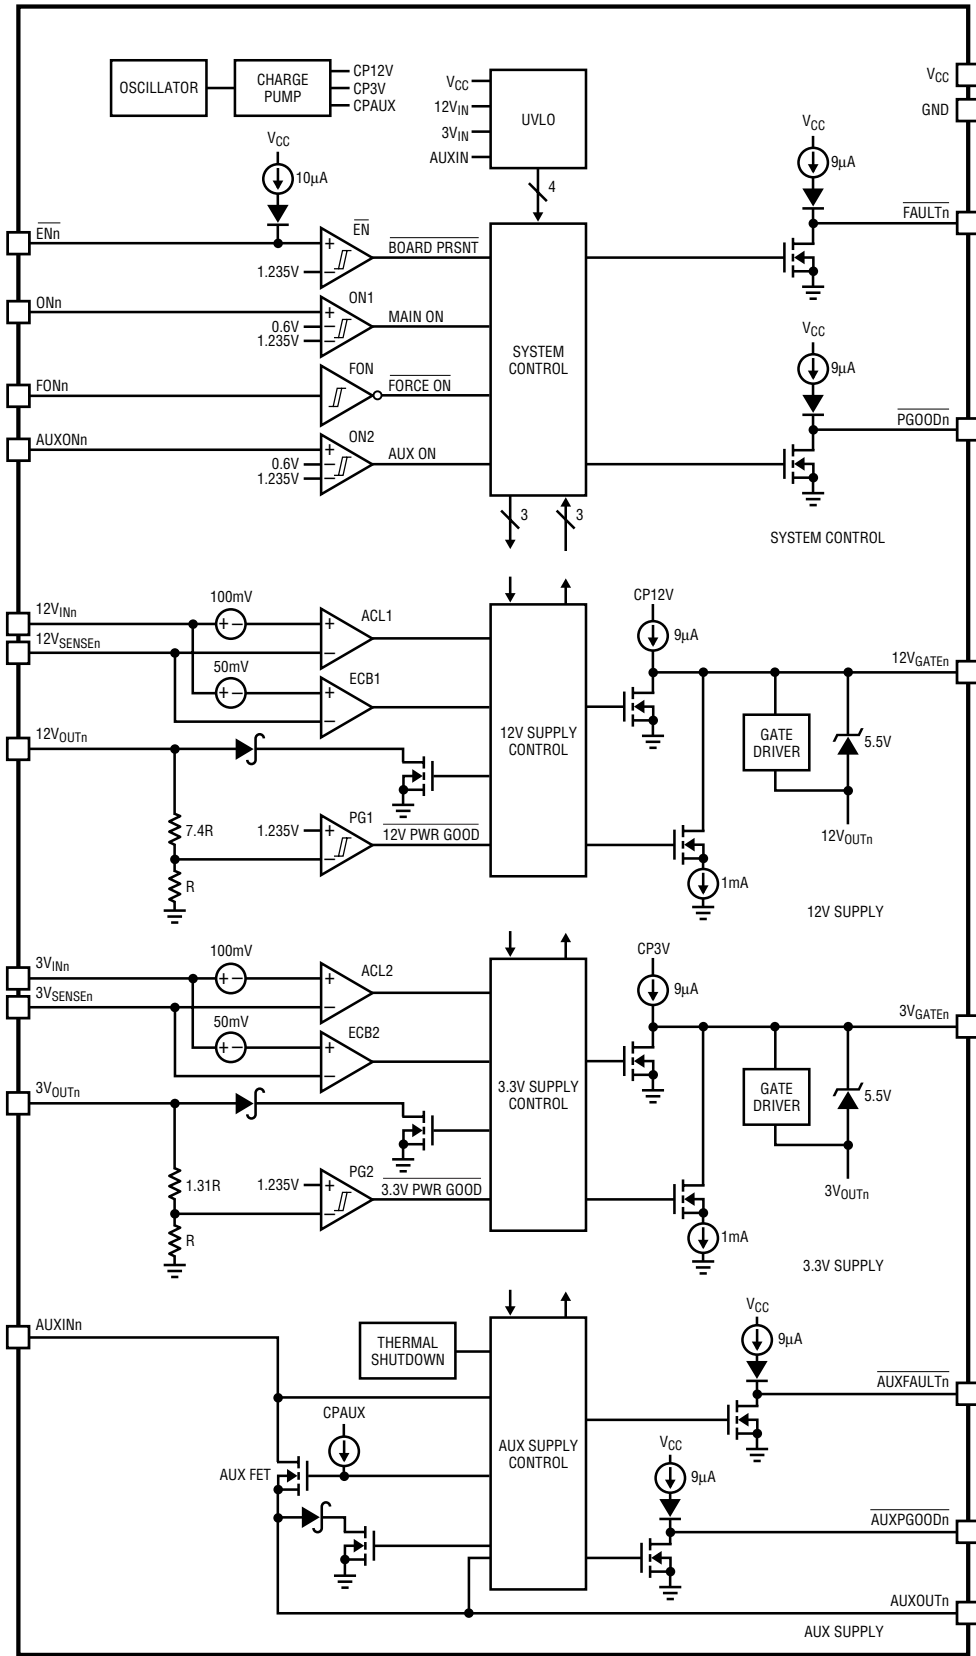 OSCILLATOR
CHARGE
PUMP
CP12V
CP3V
CPAUX
VCC
12VIN
3VIN
AUXIN
UVLO
4
VCC
GND
VCC
10µA
VCC
9µA
FAULTn
ENn
EN
1.235V
BOARD PRSNT
ONn
ON1
0.6V
1.235V
MAIN ON
SYSTEM
CONTROL
FONn
FON
FORCE ON
VCC
9µA
PGOODn
AUXONn
ON2
0.6V
1.235V
AUX ON
3
3
SYSTEM CONTROL
12VINn
100mV
ACL1
12VSENSEn
50mV
ECB1
12VOUTn
7.4R
R
1.235V
PG1
12V PWR GOOD
12V SUPPLY
CONTROL
CP12V
9µA
12VGATEn
GATE
DRIVER
5.5V
12VOUTn
1mA
12V SUPPLY
3VINn
100mV
ACL2
3VSENSEn
50mV
ECB2
3VOUTn
1.31R
R
1.235V
PG2
3.3V PWR GOOD
3.3V SUPPLY
CONTROL
CP3V
9µA
3VGATEn
GATE
DRIVER
5.5V
3VOUTn
1mA
3.3V SUPPLY
AUXINn
THERMAL
SHUTDOWN
CPAUX
AUX FET
AUX SUPPLY
CONTROL
VCC
9µA
AUXFAULTn
VCC
9µA
AUXPGOODn
AUXOUTn
AUX SUPPLY